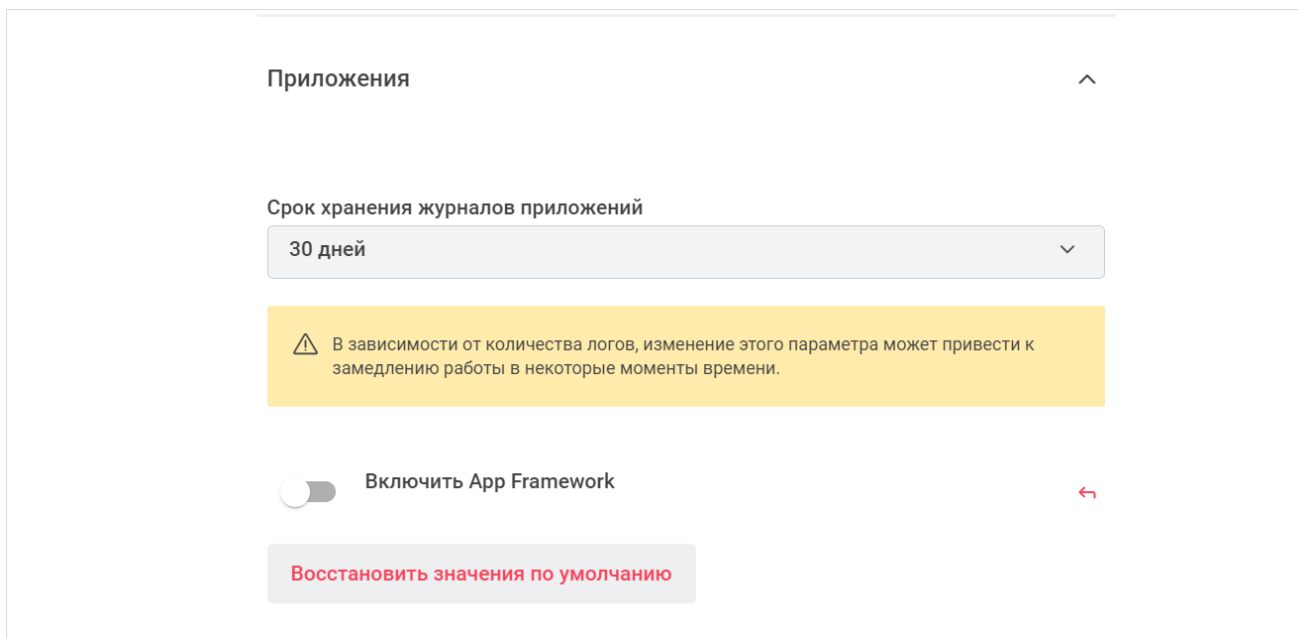 Приложения
Срок хранения журналов приложений
30 дней
В зависимости от количества логов, изменение этого параметра может привести к
замедлению работы в некоторые моменты времени.
Включить App Framework
Восстановить значения по умолчанию